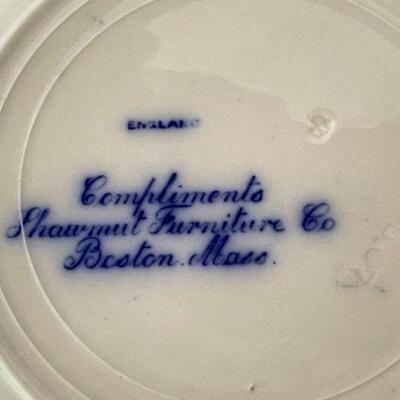 ENGLAND
Compliments
Shawmut Furniture Co
Boston. Mass.